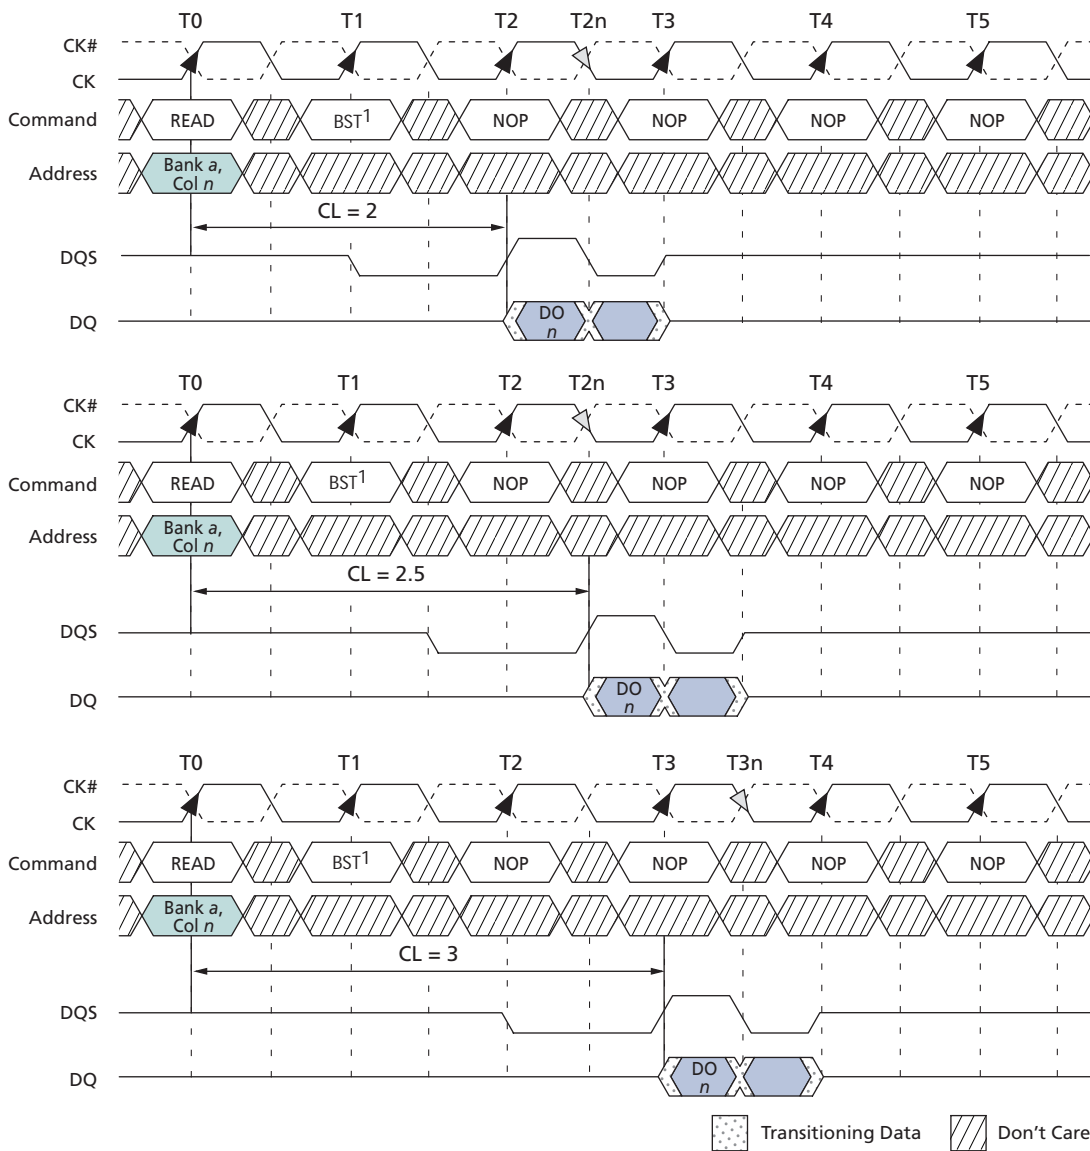 T0 T1 T2 T2n T3 T4 T5
CK#
CK
Command READ BST1 NOP NOP NOP NOP
Address Bank a,
Col n
CL = 2
DQS
DQ DO
n
T0 T1 T2 T2n T3 T4 T5
CK#
CK
Command READ BST1 NOP NOP NOP NOP
Address Bank a,
Col n
CL = 2.5
DQS
DQ DO
n
T0 T1 T2 T3 T3n T4 T5
CK#
CK
Command READ BST1 NOP NOP NOP NOP
Address Bank a,
Col n
CL = 3
DQS
DQ DO
n
Transitioning Data Don't Care